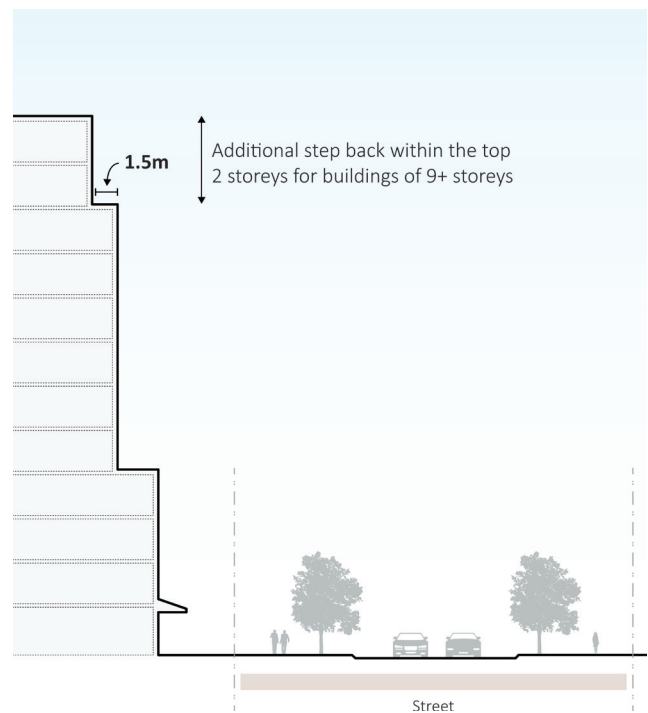 1.5m
Additional step back within the top
2 storeys for buildings of 9+ storeys
Street